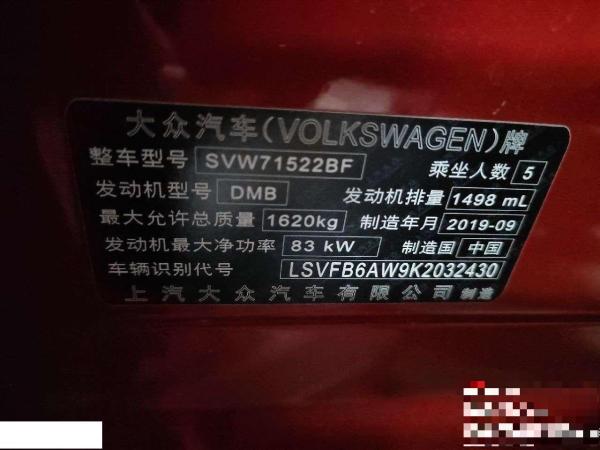 大众汽车(VOLKSWAGEN)牌
整车型号 SVW71522BF 乘坐人数 5
发动机型号 DMB 发动机排量 1498 mL
最大允许总质量 1620kg 制造年月 2019-09
发动机最大净功率 83 kW 制造国 中国
车辆识别代号 LSVFB6AW9K2032430
上汽大众汽车有限公司 制造